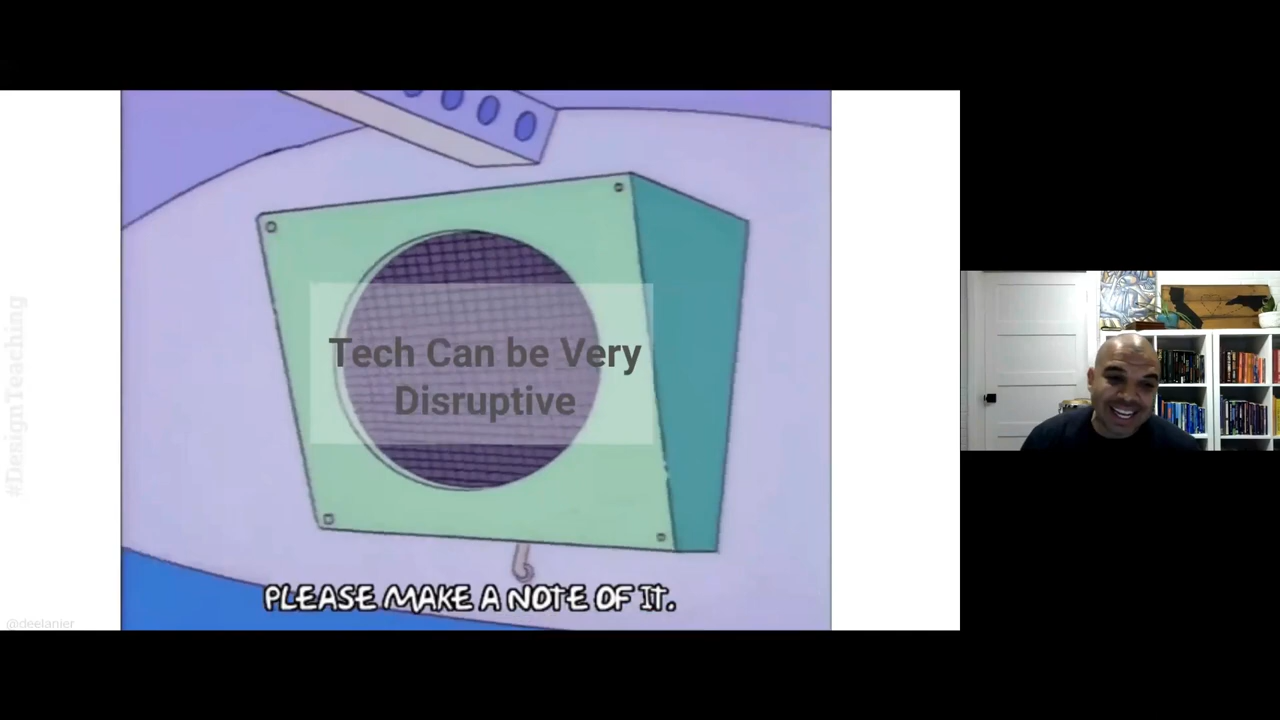 #DesignTeaching
Tech Can be Very
Disruptive
PLEASE MAKE A NOTE OF IT.
@deelanier